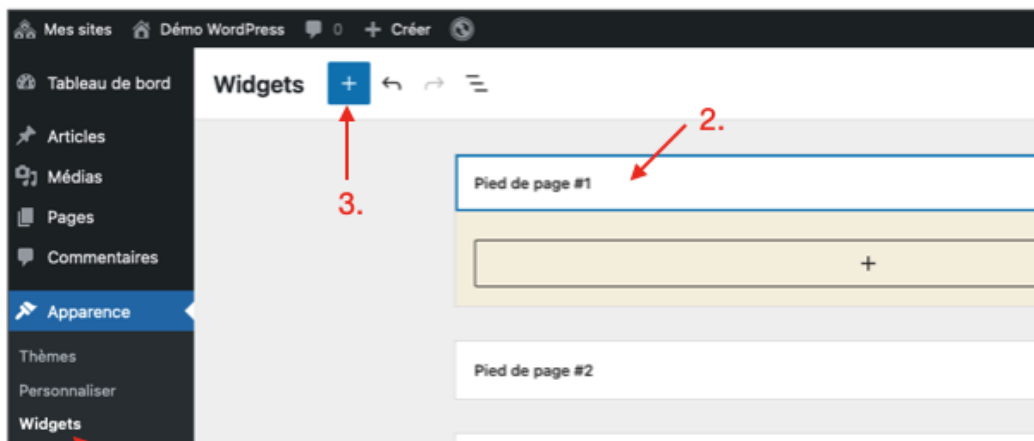 Mes sites Démo WordPress 0 + Créer
Tableau de bord
Widgets +
Articles
2.
Médias
Pied de page #1
3.
Pages
Commentaires
+
Apparence
Thèmes
Pied de page #2
Personnaliser
Widgets